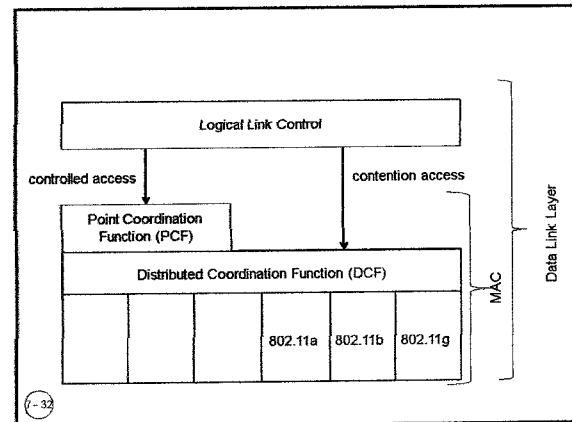 Logical Link Control
controlled access
contention access
Point Coordination
Function (PCF)
Distributed Coordination Function (DCF)
802.11a
802.11b
802.11g
MAC
Data Link Layer
7-32